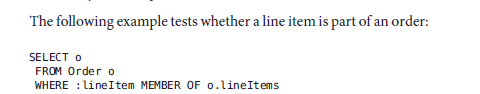 The following example tests whether a line item is part of an order:
SELECT o
FROM Order o
WHERE :lineItem MEMBER OF o.lineItems